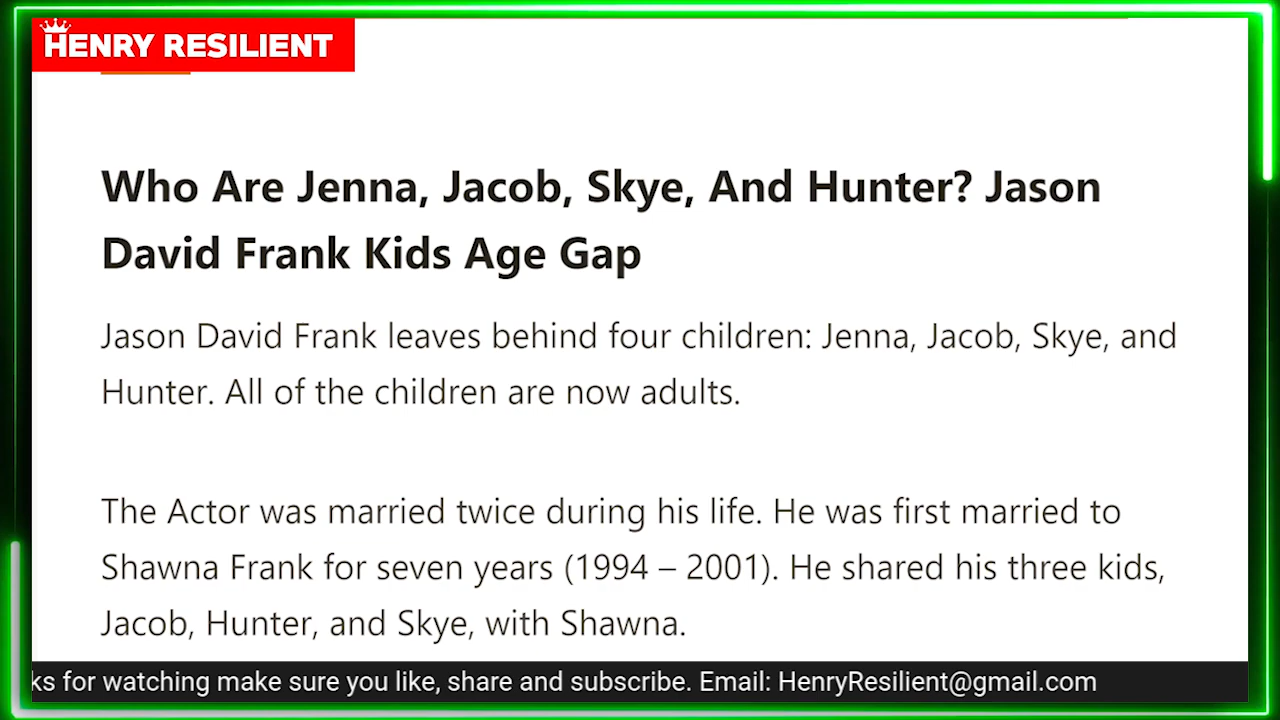 HENRY RESILIENT
Who Are Jenna, Jacob, Skye, And Hunter? Jason
David Frank Kids Age Gap
Jason David Frank leaves behind four children: Jenna, Jacob, Skye, and
Hunter. All of the children are now adults.
The Actor was married twice during his life. He was first married to
Shawna Frank for seven years (1994 – 2001). He shared his three kids,
Jacob, Hunter, and Skye, with Shawna.
ks for watching make sure you like, share and subscribe. Email: HenryResilient@gmail.com